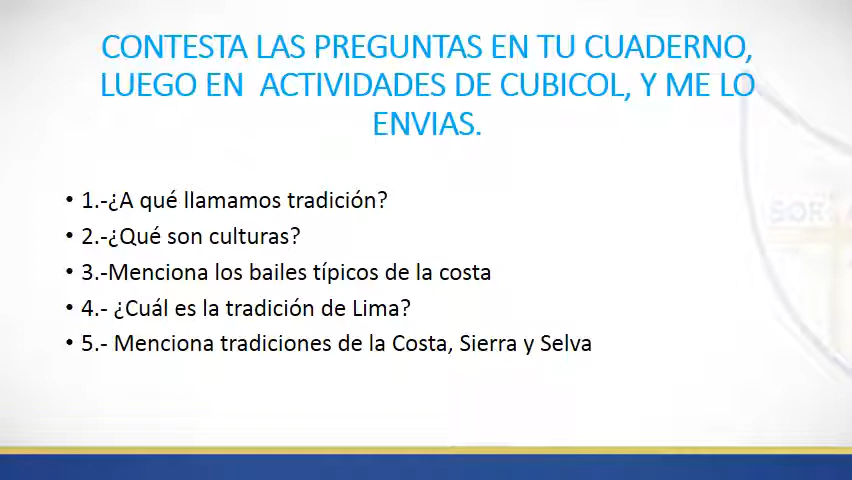 CONTESTA LAS PREGUNTAS EN TU CUADERNO,
LUEGO EN ACTIVIDADES DE CUBICOL, Y ME LO
ENVIAS.
• 1.-¿A qué llamamos tradición?
• 2.-¿Qué son culturas?
• 3.-Menciona los bailes típicos de la costa
• 4.- ¿Cuál es la tradición de Lima?
• 5.- Menciona tradiciones de la Costa, Sierra y Selva